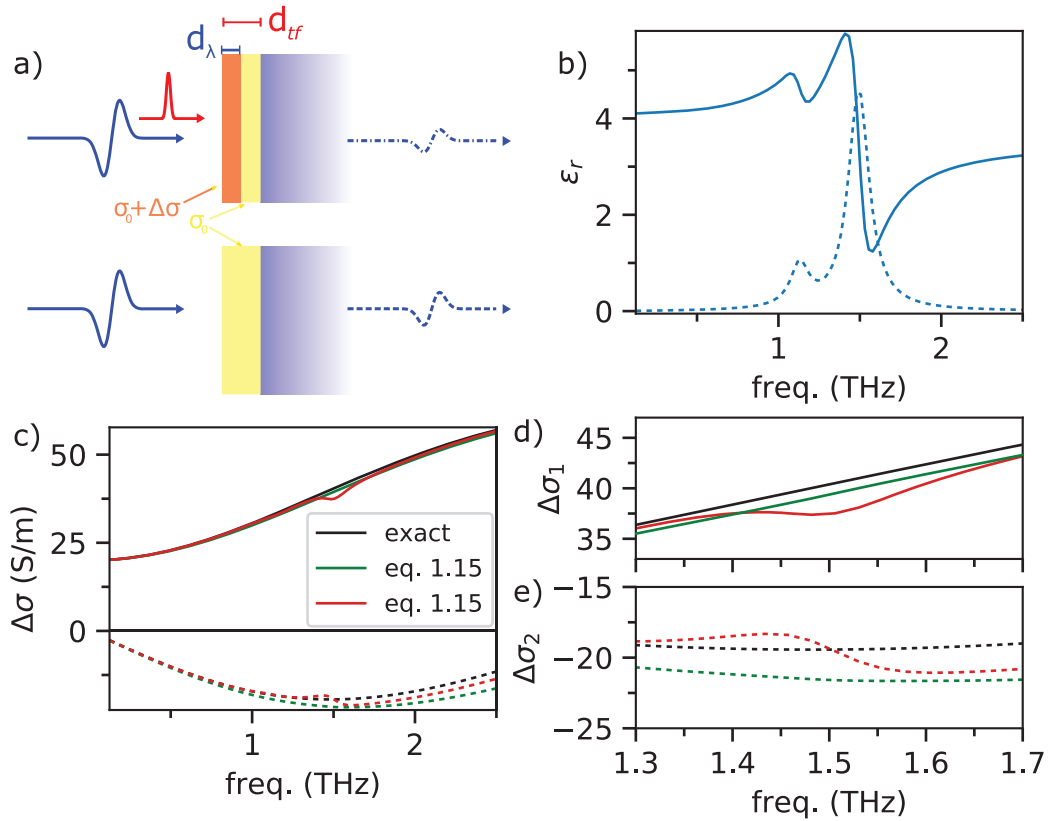 a)
d_λ
d_tf
σ₀+Δσ
σ₀
b)
ε_r
4
2
0
1
2
freq. (THz)
c)
Δσ (S/m)
50
25
0
exact
eq. 1.15
eq. 1.15
1
2
freq. (THz)
d)
Δσ₁
45
40
35
e)
Δσ₂
−15
−20
−25
1.3
1.4
1.5
1.6
1.7
freq. (THz)